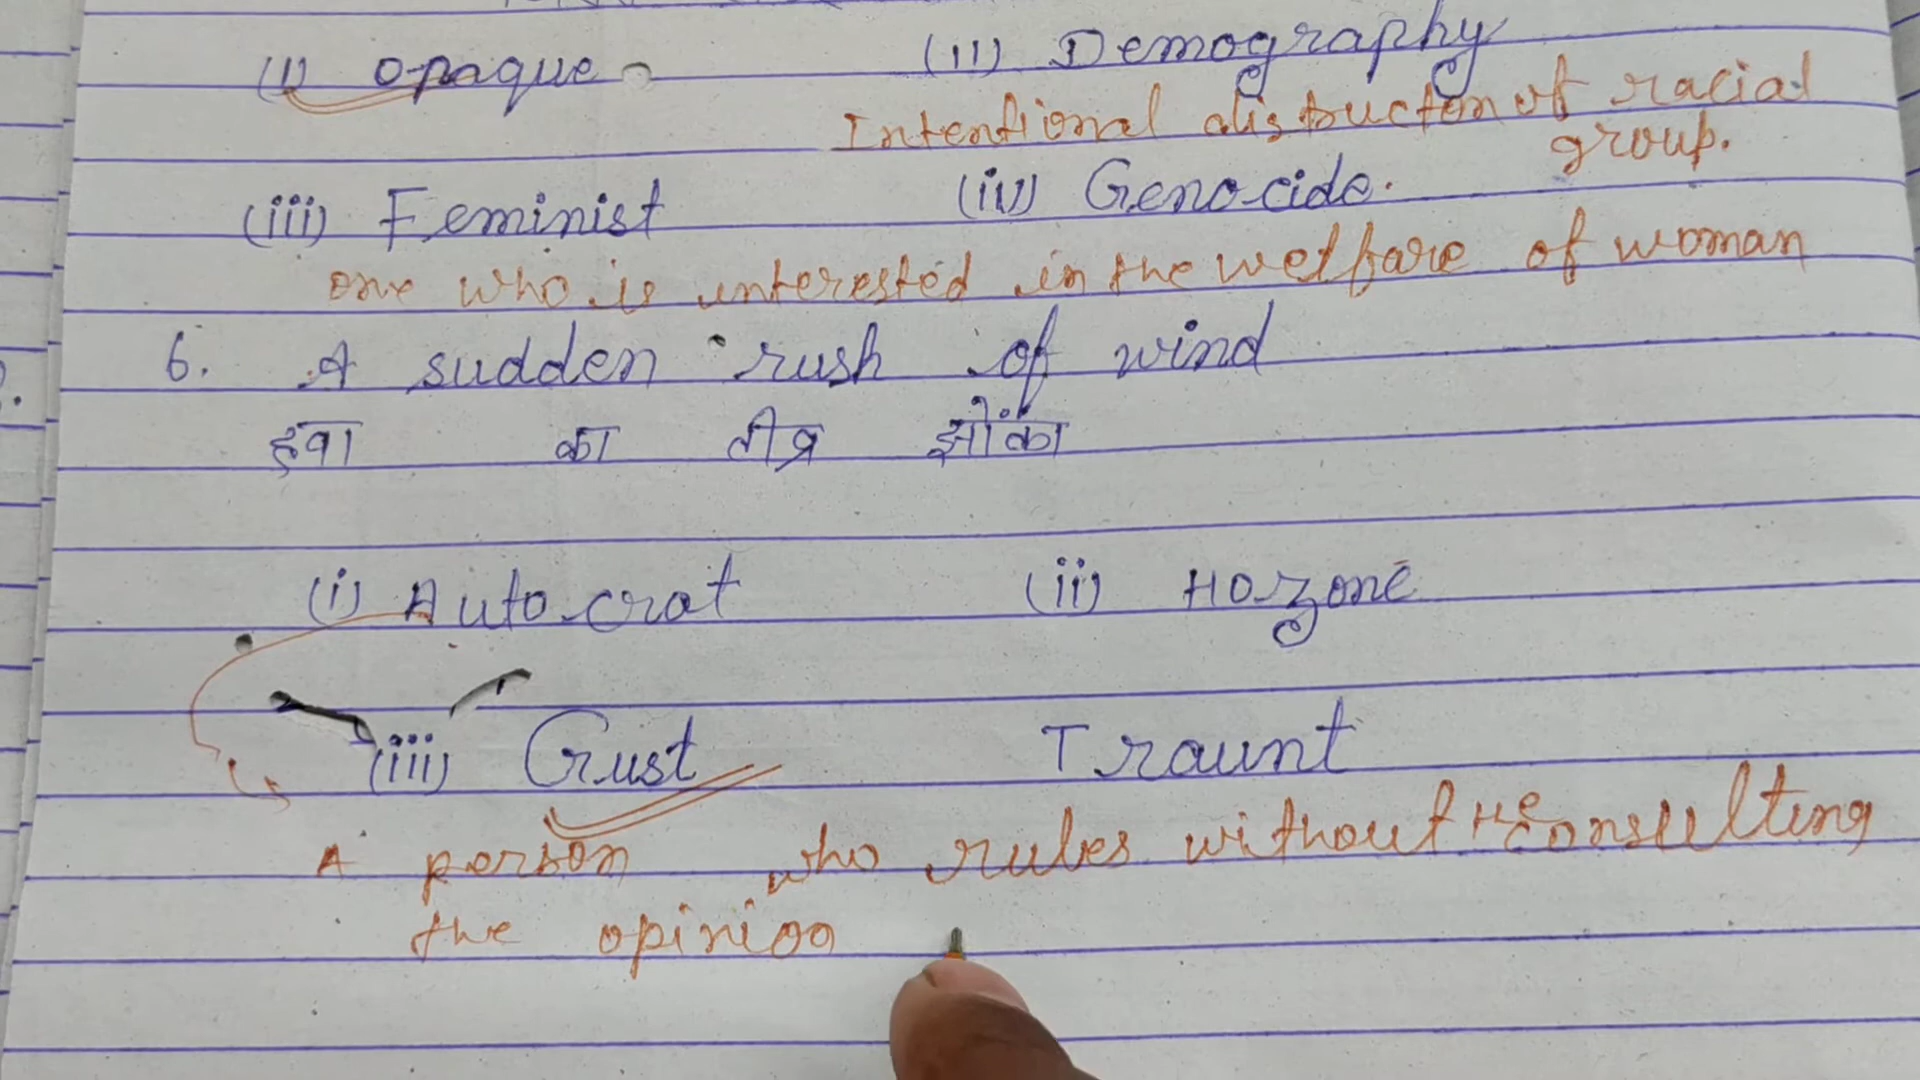 (i) Opaque (ii) Demography
Intentional distructon of racial
group.
(iii) Feminist (iv) Genocide.
one who is interested in the welfare of woman
6. A sudden rush of wind
हवा का तीव्र झोंका
(i) Autocrat (ii) Hozone
(iii) Gust Traunt
A person who rules without the consulting
the opinion